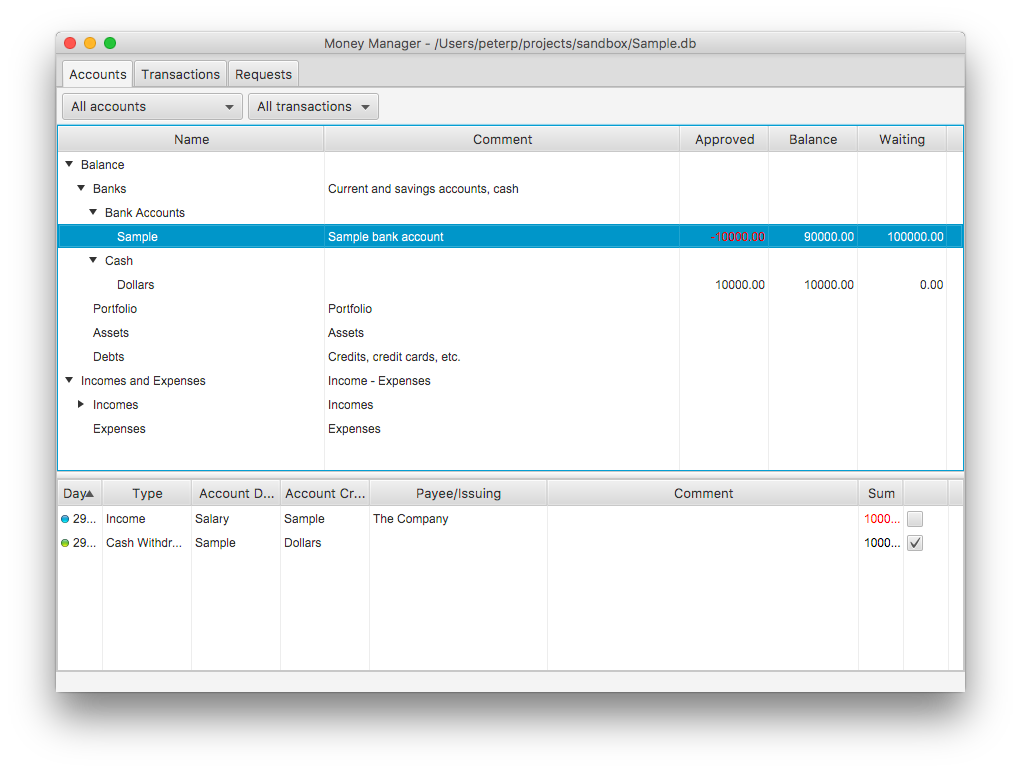 Money Manager - /Users/peterp/projects/sandbox/Sample.db
Accounts Transactions Requests
All accounts All transactions
Name Comment Approved Balance Waiting
Balance
Banks Current and savings accounts, cash
Bank Accounts
Sample Sample bank account -10000.00 90000.00 100000.00
Cash
Dollars 10000.00 10000.00 0.00
Portfolio Portfolio
Assets Assets
Debts Credits, credit cards, etc.
Incomes and Expenses Income - Expenses
Incomes Incomes
Expenses Expenses
Day Type Account D... Account Cr... Payee/Issuing Comment Sum
29... Income Salary Sample The Company 1000...
29... Cash Withdr... Sample Dollars 1000...